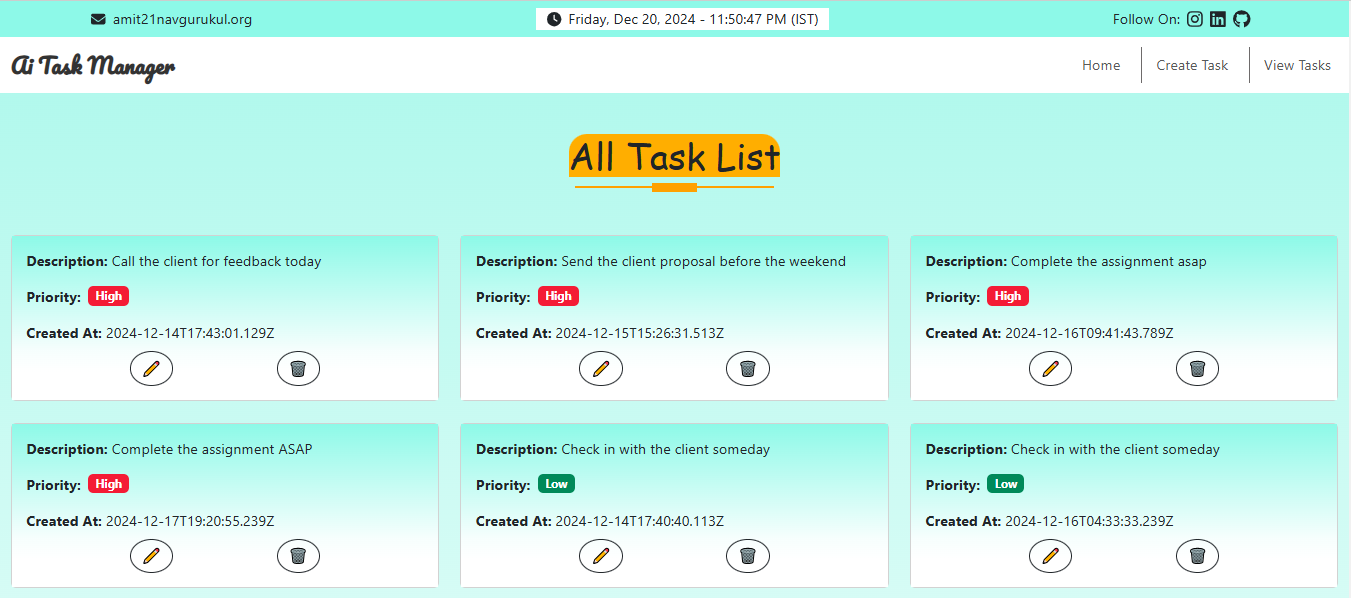 amit21navgurukul.org
Friday, Dec 20, 2024 - 11:50:47 PM (IST)
Follow On:
Ai Task Manager
Home
Create Task
View Tasks
All Task List
Description: Call the client for feedback today
Priority: High
Created At: 2024-12-14T17:43:01.129Z
Description: Send the client proposal before the weekend
Priority: High
Created At: 2024-12-15T15:26:31.513Z
Description: Complete the assignment asap
Priority: High
Created At: 2024-12-16T09:41:43.789Z
Description: Complete the assignment ASAP
Priority: High
Created At: 2024-12-17T19:20:55.239Z
Description: Check in with the client someday
Priority: Low
Created At: 2024-12-14T17:40:40.113Z
Description: Check in with the client someday
Priority: Low
Created At: 2024-12-16T04:33:33.239Z